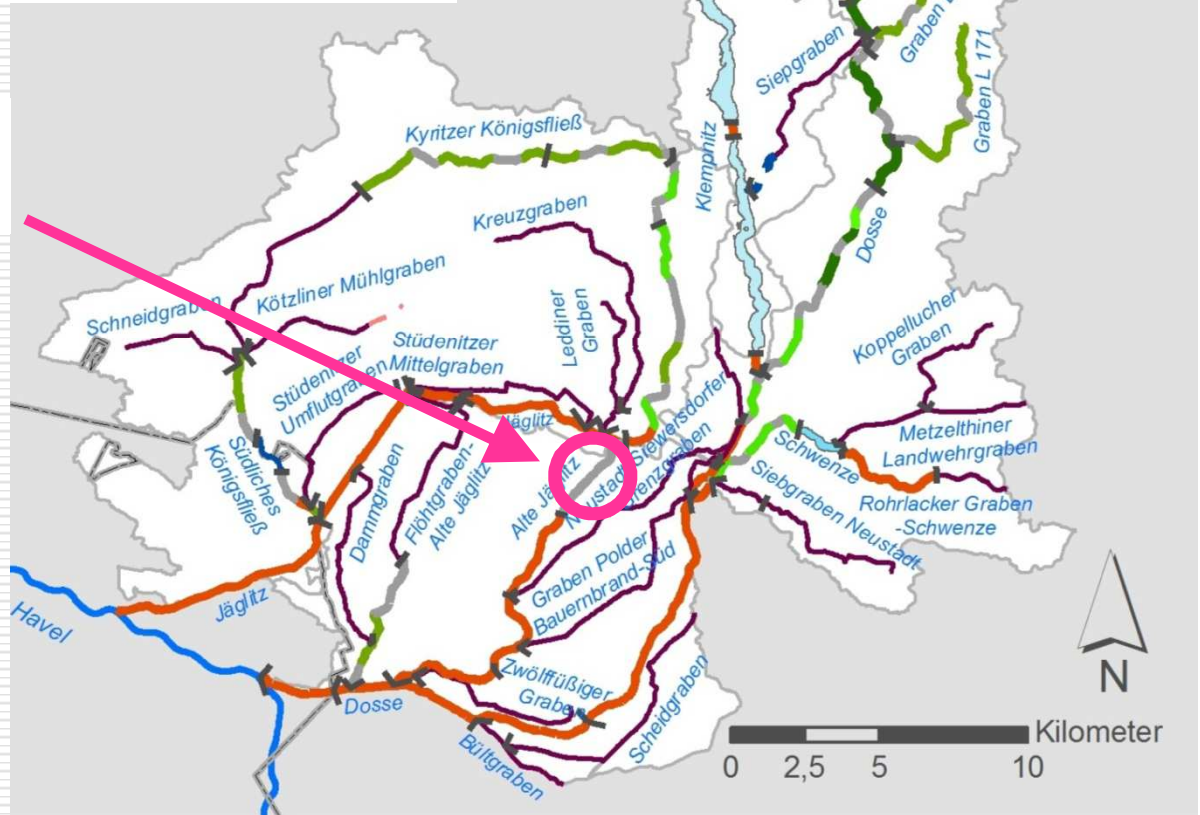 Siepgraben
Graben L 171
Kyritzer Königsfließ
Klempnitz
Kreuzgraben
Dosse
Kötzliner Mühlgraben
Schneidgraben
Leddiner
Graben
Koppellucher
Graben
Stüdenitzer
Mittelgraben
Stüdenitzer
Umflutgraben
Jäglitz
Metzelthiner
Landwehrgraben
Schwenze
Südliches
Königsfließ
Dammgraben
Flöhtgraben-
Alte Jäglitz
Alte Jäglitz
Neustadt-Stewersdorfer
Grenzgraben
Siebgraben Neustadt
Rohrlacker Graben
-Schwenze
Graben Polder
Bauernbrand-Süd
Havel
Jäglitz
Zwölffüßiger
Graben
Scheidgraben
Dosse
Bültgraben
N
Kilometer
0 2,5 5 10